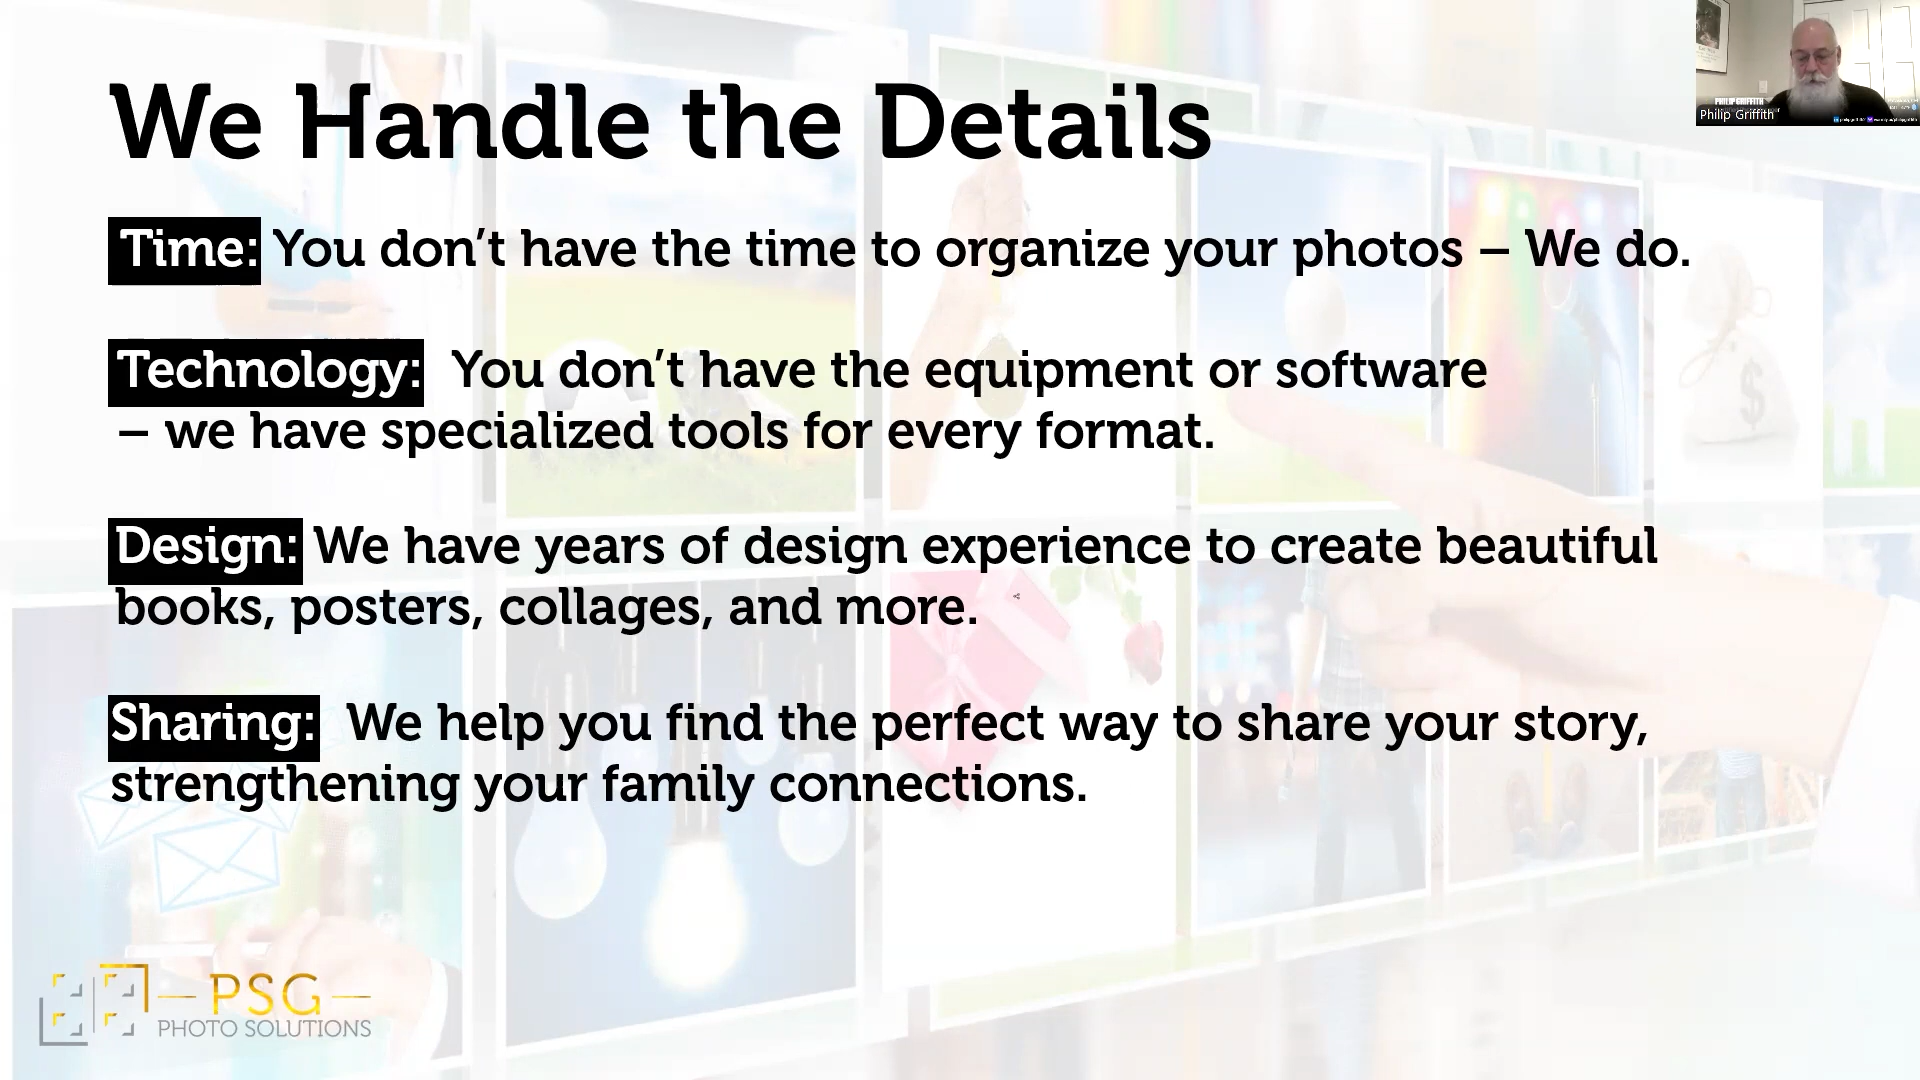 We Handle the Details
Time: You don’t have the time to organize your photos – We do.
Technology: You don’t have the equipment or software
– we have specialized tools for every format.
Design: We have years of design experience to create beautiful
books, posters, collages, and more.
Sharing: We help you find the perfect way to share your story,
strengthening your family connections.
PSG
PHOTO SOLUTIONS
PHILIP GRIFFITH
Philip Griffith
$